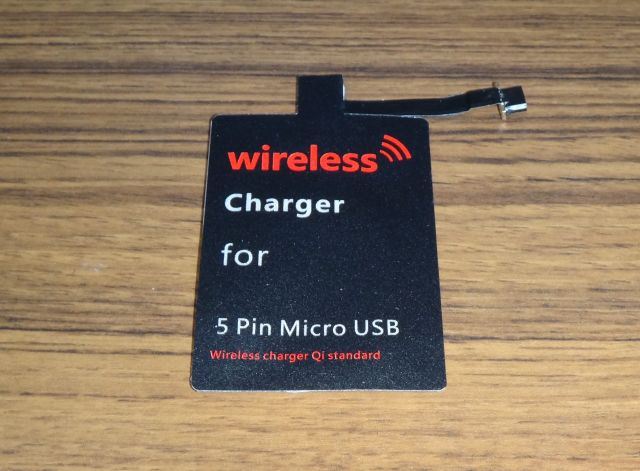 wireless
Charger
for
5 Pin Micro USB
Wireless charger Qi standard